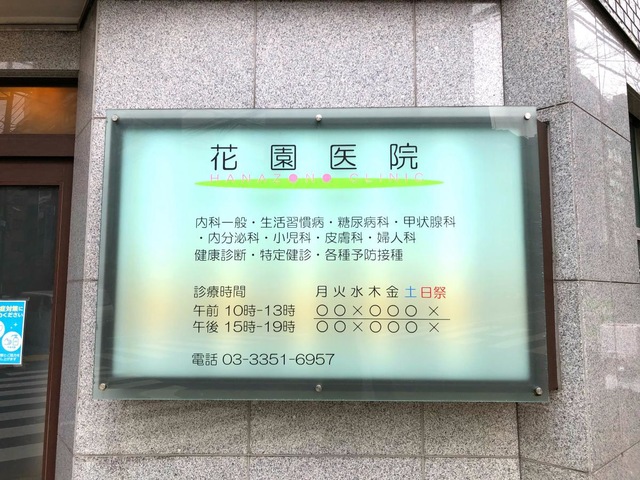 花園医院
HANAZONO CLINIC
内科一般・生活習慣病・糖尿病科・甲状腺科
・内分泌科・小児科・皮膚科・婦人科
健康診断・特定健診・各種予防接種
診療時間 月火水木金土日祭
午前 10時-13時 ○○×○○○ ×
午後 15時-19時 ○○×○○○ ×
電話 03-3351-6957